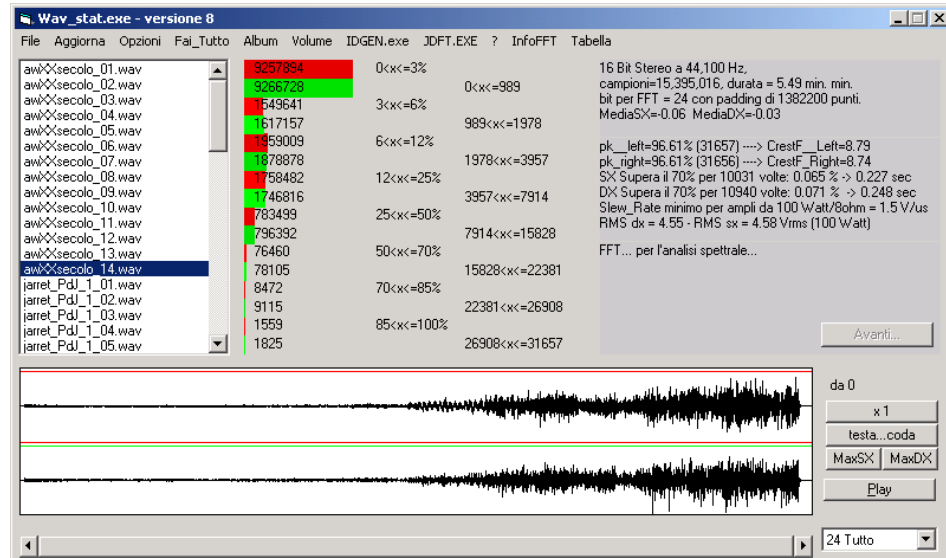 Wav_stat.exe - versione 8
File Aggiorna Opzioni Fai_Tutto Album Volume IDGEN.exe JDFT.EXE ? InfoFFT Tabella
awXXsecolo_01.wav
awXXsecolo_02.wav
awXXsecolo_03.wav
awXXsecolo_04.wav
awXXsecolo_05.wav
awXXsecolo_06.wav
awXXsecolo_07.wav
awXXsecolo_08.wav
awXXsecolo_09.wav
awXXsecolo_10.wav
awXXsecolo_11.wav
awXXsecolo_12.wav
awXXsecolo_13.wav
awXXsecolo_14.wav
jarret_PdJ_1_01.wav
jarret_PdJ_1_02.wav
jarret_PdJ_1_03.wav
jarret_PdJ_1_04.wav
jarret_PdJ_1_05.wav
9257894 0<x<=3%
9266728 0<x<=989
1549641 3<x<=6%
1617157 989<x<=1978
1959009 6<x<=12%
1878878 1978<x<=3957
1758482 12<x<=25%
1746816 3957<x<=7914
783499 25<x<=50%
796392 7914<x<=15828
76460 50<x<=70%
78105 15828<x<=22381
8472 70<x<=85%
9115 22381<x<=26908
1559 85<x<=100%
1825 26908<x<=31657
16 Bit Stereo a 44,100 Hz,
campioni=15,395,016, durata = 5.49 min. min.
bit per FFT = 24 con padding di 1382200 punti.
MediaSX=-0.06 MediaDX=-0.03
pk__left=96.61% (31657) ----> CrestF__Left=8.79
pk_right=96.61% (31656) ----> CrestF_Right=8.74
SX Supera il 70% per 10031 volte: 0.065 % -> 0.227 sec
DX Supera il 70% per 10940 volte: 0.071 % -> 0.248 sec
Slew_Rate minimo per ampli da 100 Watt/8ohm = 1.5 V/us
RMS dx = 4.55 - RMS sx = 4.58 Vrms (100 Watt)
FFT... per l'analisi spettrale...
Avanti...
da 0
x 1
testa...coda
MaxSX MaxDX
Play
24 Tutto